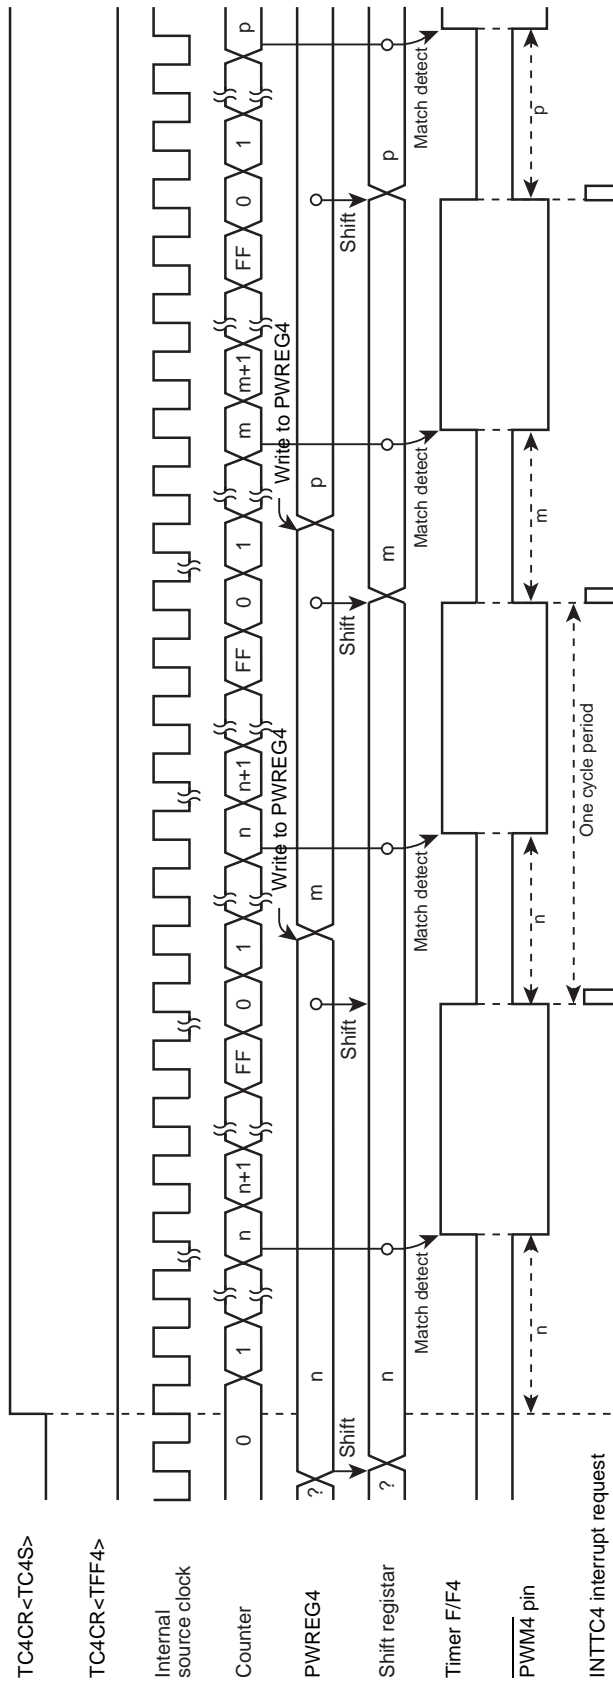 TC4CR<TC4S>
TC4CR<TFF4>
Internal
source clock
Counter 0 1 n n+1 FF 0 1 n n+1 FF 0 1 m m+1 FF 0 1 p
Write to PWREG4 Write to PWREG4
PWREG4 ? n m p
Shift Shift Shift Shift
Shift registar ? n m p
Match detect Match detect Match detect Match detect
Timer F/F4
PWM4 pin n n m p
One cycle period
INTTC4 interrupt request